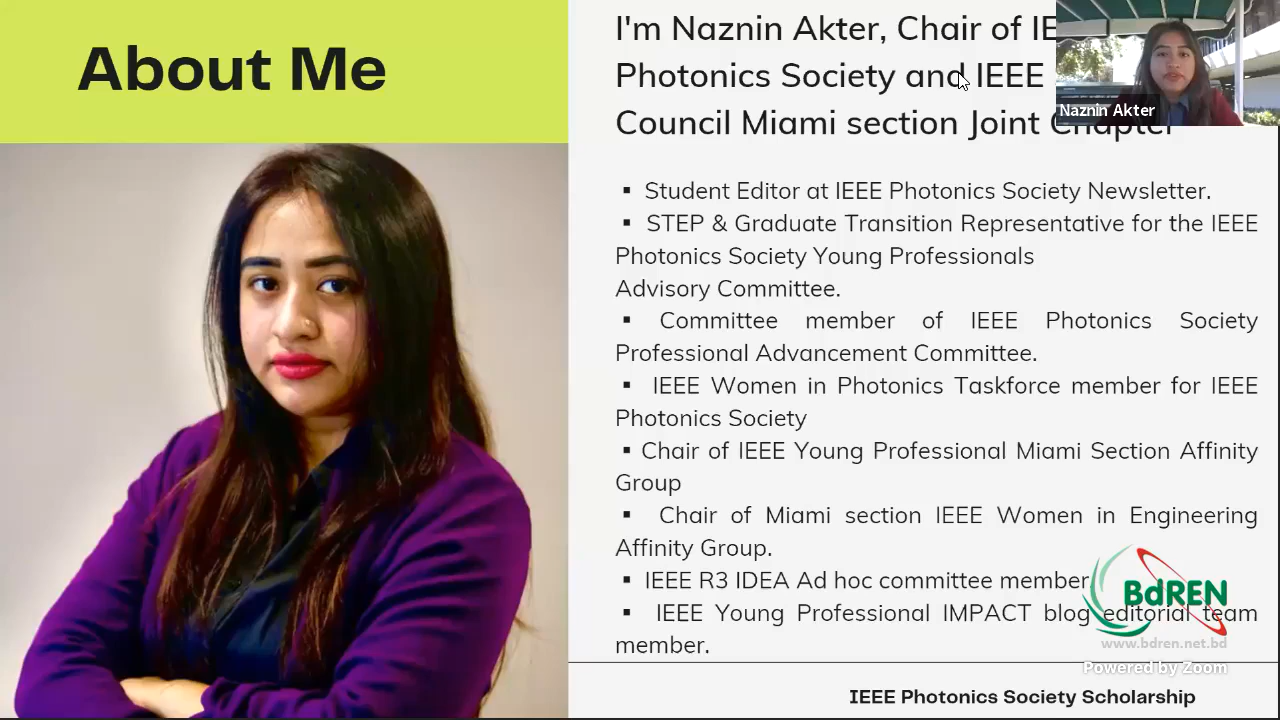 About Me
I'm Naznin Akter, Chair of IE
Photonics Society and IEEE
Council Miami section Joint Chapter
Naznin Akter
▪ Student Editor at IEEE Photonics Society Newsletter.
▪ STEP & Graduate Transition Representative for the IEEE
Photonics Society Young Professionals
Advisory Committee.
▪ Committee member of IEEE Photonics Society
Professional Advancement Committee.
▪ IEEE Women in Photonics Taskforce member for IEEE
Photonics Society
▪ Chair of IEEE Young Professional Miami Section Affinity
Group
▪ Chair of Miami section IEEE Women in Engineering
Affinity Group.
▪ IEEE R3 IDEA Ad hoc committee member
▪ IEEE Young Professional IMPACT blog editorial team
member.
BdREN
www.bdren.net.bd
Powered by Zoom
IEEE Photonics Society Scholarship